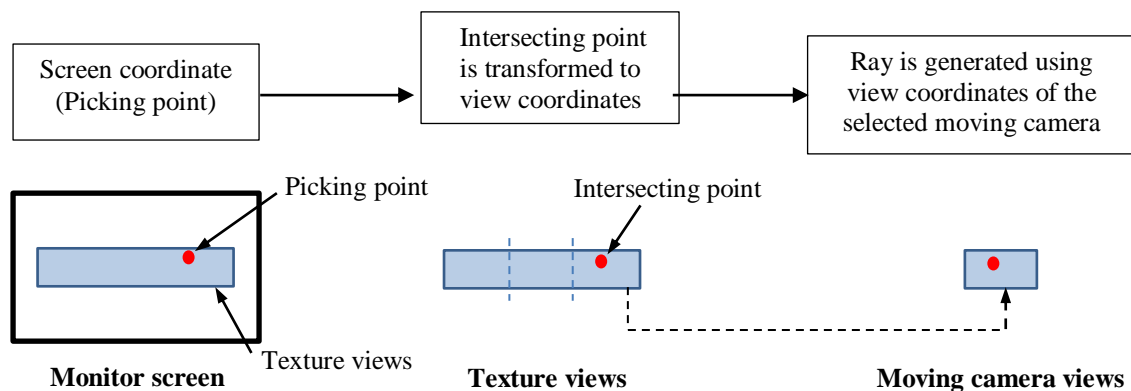 Screen coordinate
(Picking point)
Intersecting point
is transformed to
view coordinates
Ray is generated using
view coordinates of the
selected moving camera
Picking point
Intersecting point
Texture views
Monitor screen
Texture views
Moving camera views